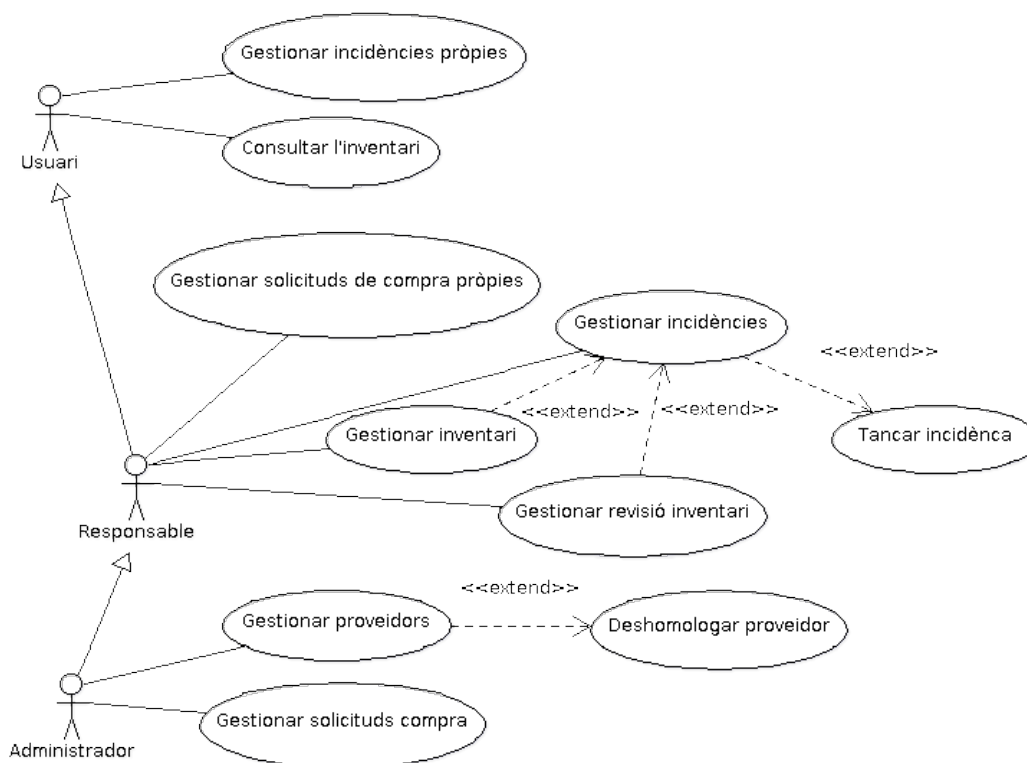 Gestionar incidències pròpies
Consultar l'inventari
Usuari
Gestionar solicituds de compra pròpies
Gestionar incidències
<<extend>>
<<extend>>
<<extend>>
Gestionar inventari
Tancar incidènca
Gestionar revisió inventari
Responsable
<<extend>>
Gestionar proveidors
Deshomologar proveidor
Gestionar solicituds compra
Administrador